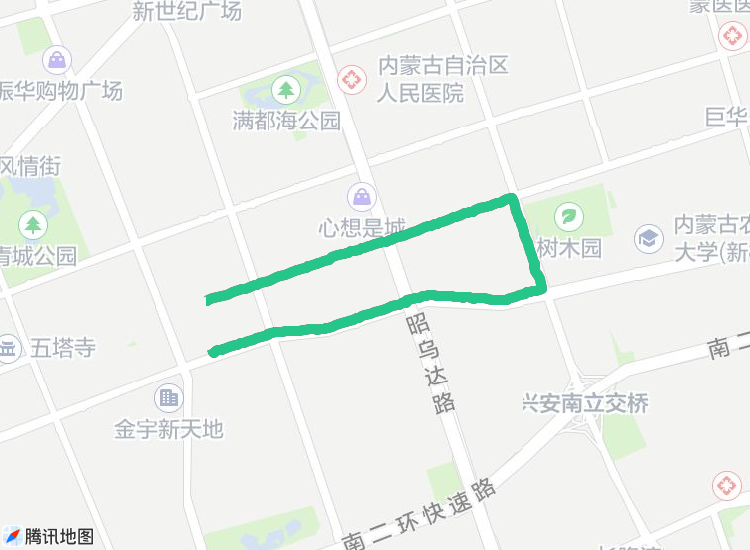 新世纪广场
蒙医医
振华购物广场
内蒙古自治区
人民医院
满都海公园
巨华
风情街
心想是城
青城公园
树木园
内蒙古农
大学(新
五塔寺
昭乌达路
南二
金宇新天地
兴安南立交桥
南二环快速路
腾讯地图